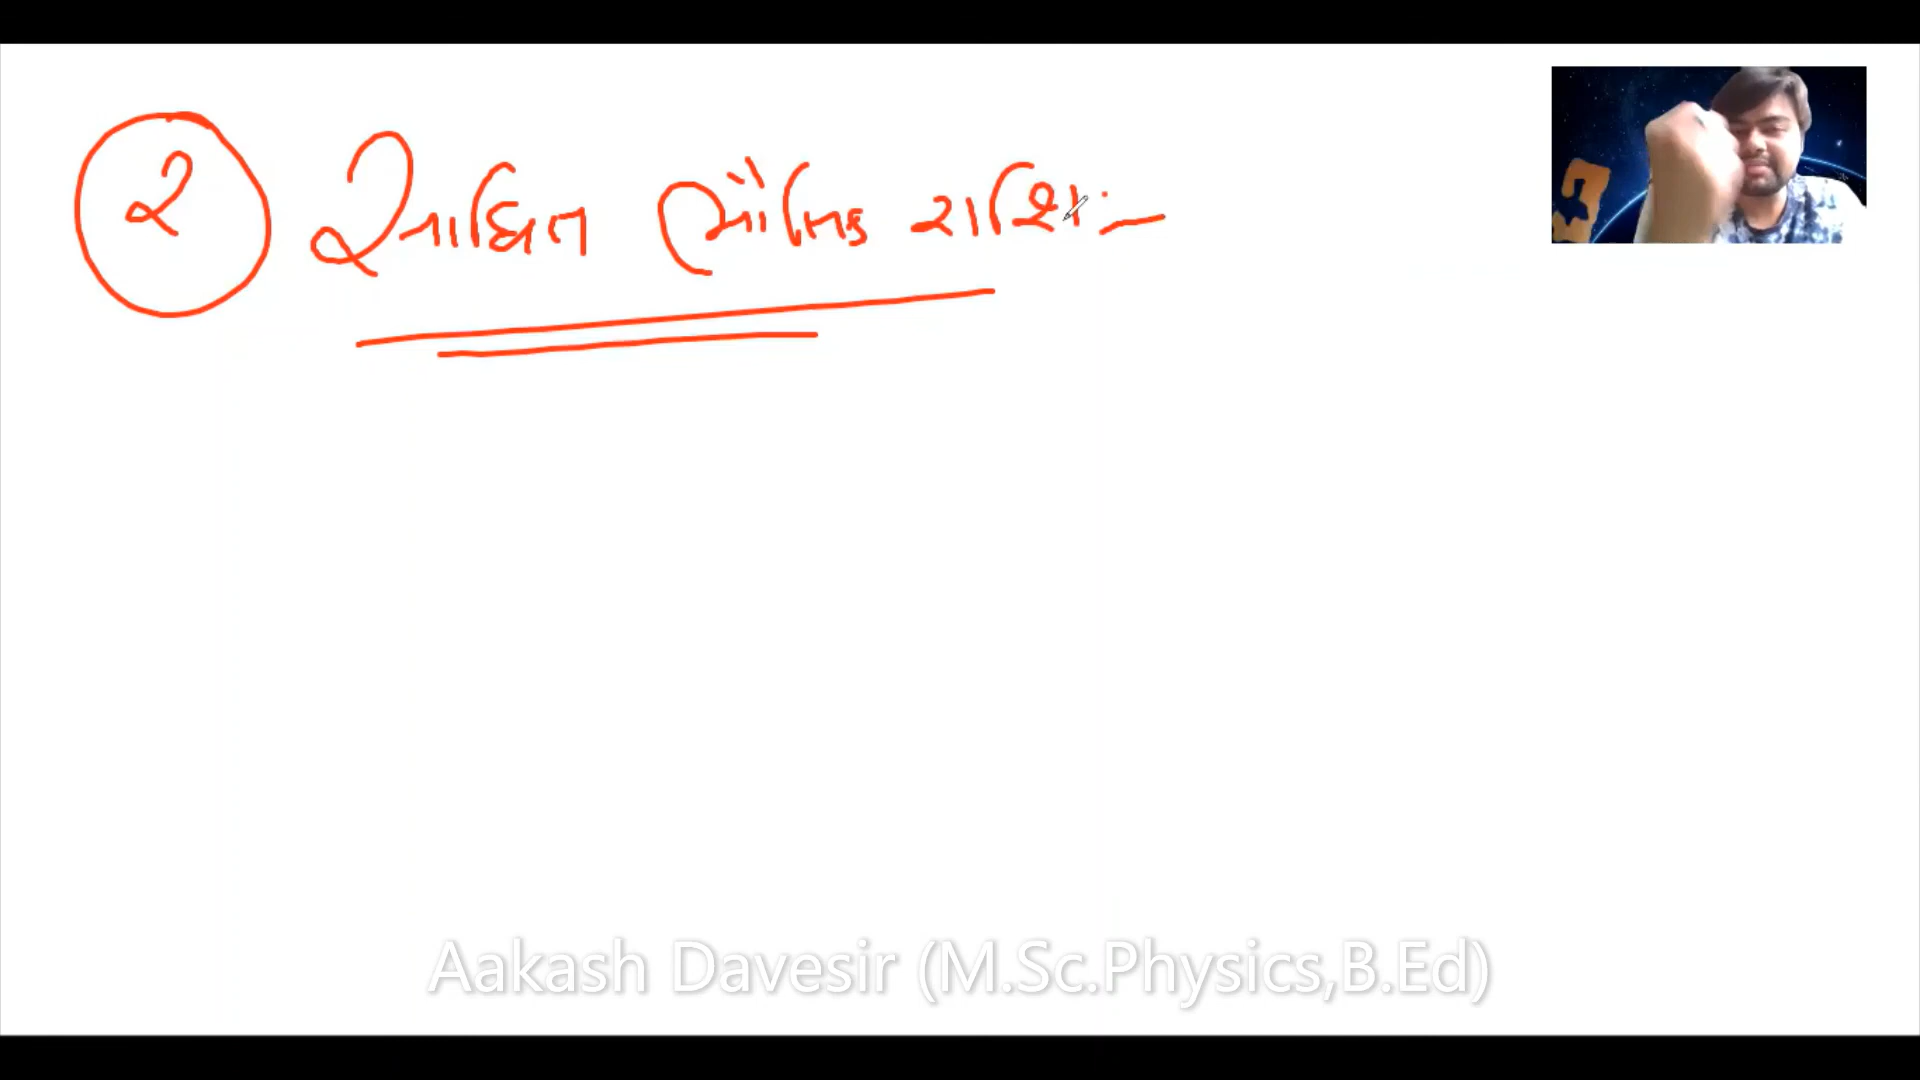 ૨ સાધિત ભૌતિક રાશિ:-
Aakash Davesir (M.Sc.Physics,B.Ed)